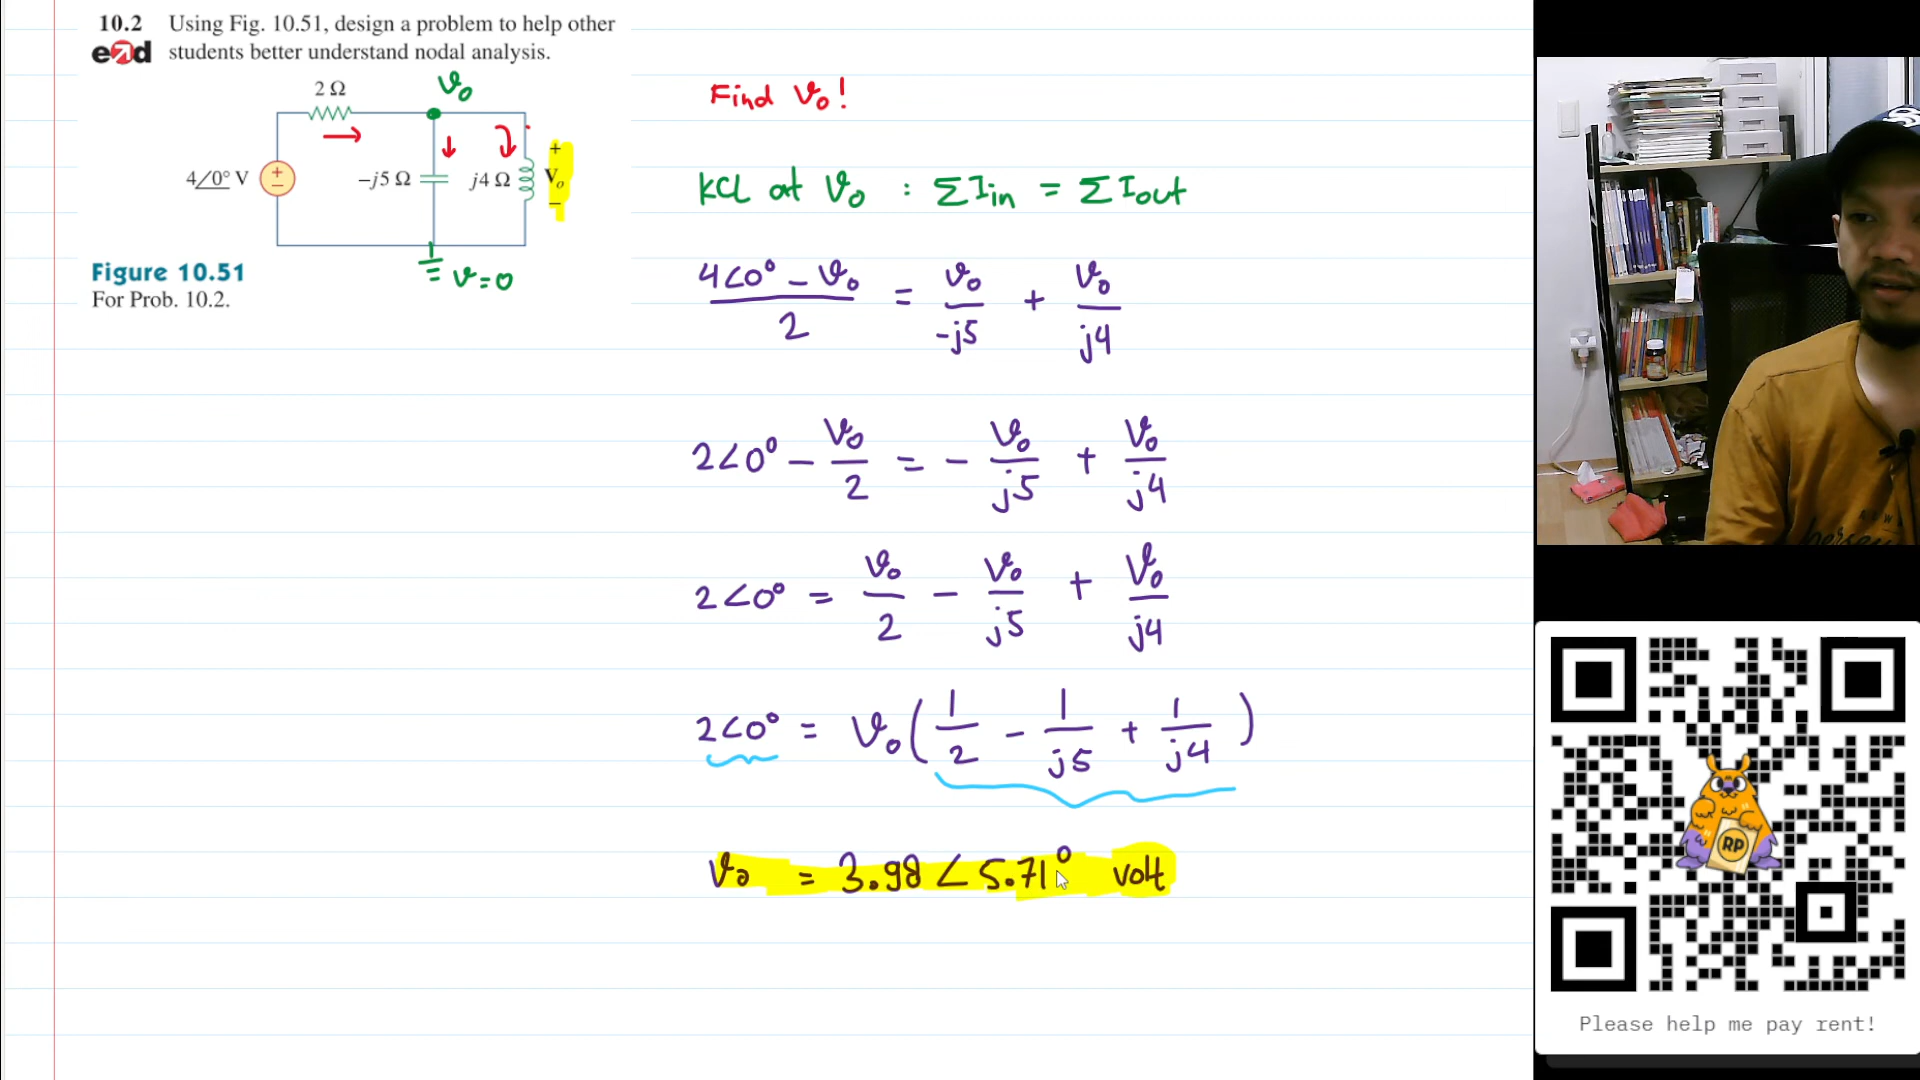 10.2 Using Fig. 10.51, design a problem to help other
e2d students better understand nodal analysis.
2 Ω
v₀
4∠0° V
+
−
−j5 Ω
j4 Ω
+
Vₒ
−
v=0
Figure 10.51
For Prob. 10.2.
Find v₀!
KCL at v₀ : ΣIin = ΣIout
(4∠0° − v₀)/2 = v₀/−j5 + v₀/j4
2∠0° − v₀/2 = − v₀/j5 + v₀/j4
2∠0° = v₀/2 − v₀/j5 + v₀/j4
2∠0° = v₀(1/2 − 1/j5 + 1/j4)
v₀ = 3.98∠5.71° volt
RP
Please help me pay rent!